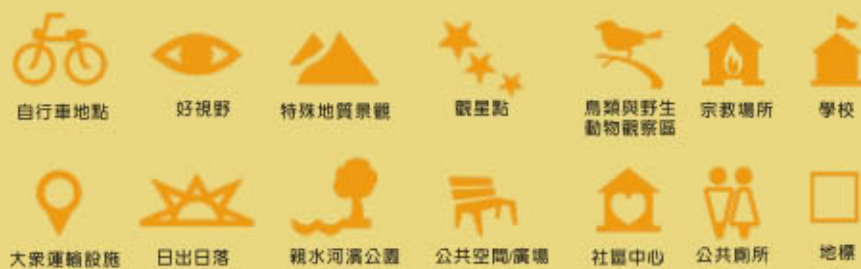 自行車地點
好視野
特殊地質景觀
觀星點
鳥類與野生
動物觀察區
宗教場所
學校
大眾運輸設施
日出日落
親水河濱公園
公共空間/廣場
社區中心
公共廁所
地標